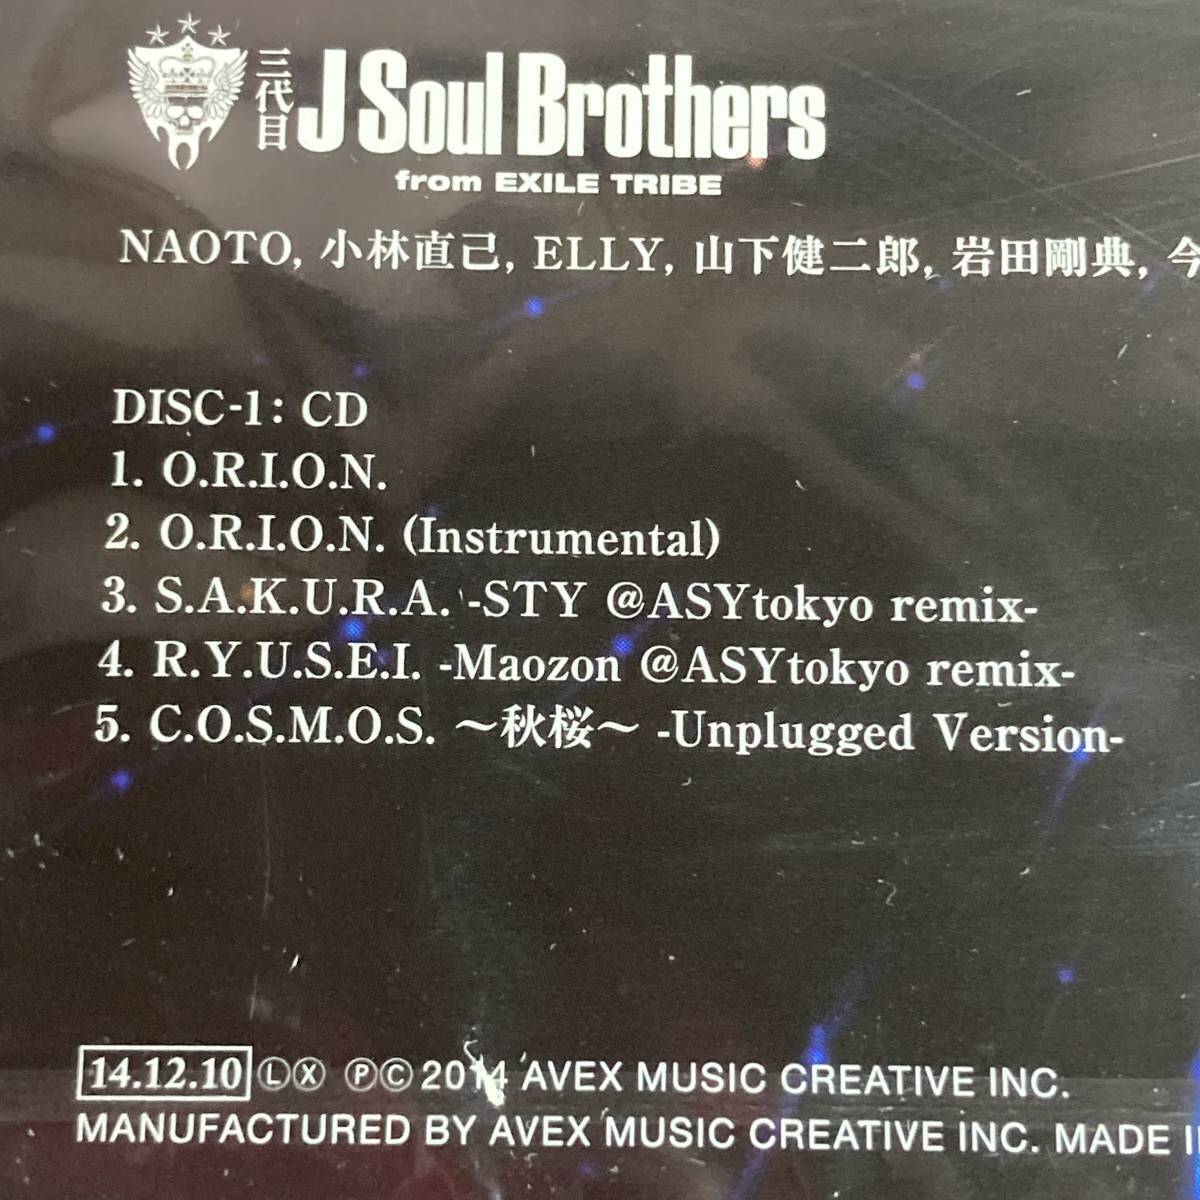 三代目
J Soul Brothers
from EXILE TRIBE
NAOTO, 小林直己, ELLY, 山下健二郎, 岩田剛典, 今
DISC-1: CD
1. O.R.I.O.N.
2. O.R.I.O.N. (Instrumental)
3. S.A.K.U.R.A. -STY @ASYtokyo remix-
4. R.Y.U.S.E.I. -Maozon @ASYtokyo remix-
5. C.O.S.M.O.S. ～秋桜～ -Unplugged Version-
14.12.10 Ⓛ Ⓧ Ⓟ Ⓒ 2014 AVEX MUSIC CREATIVE INC.
MANUFACTURED BY AVEX MUSIC CREATIVE INC. MADE